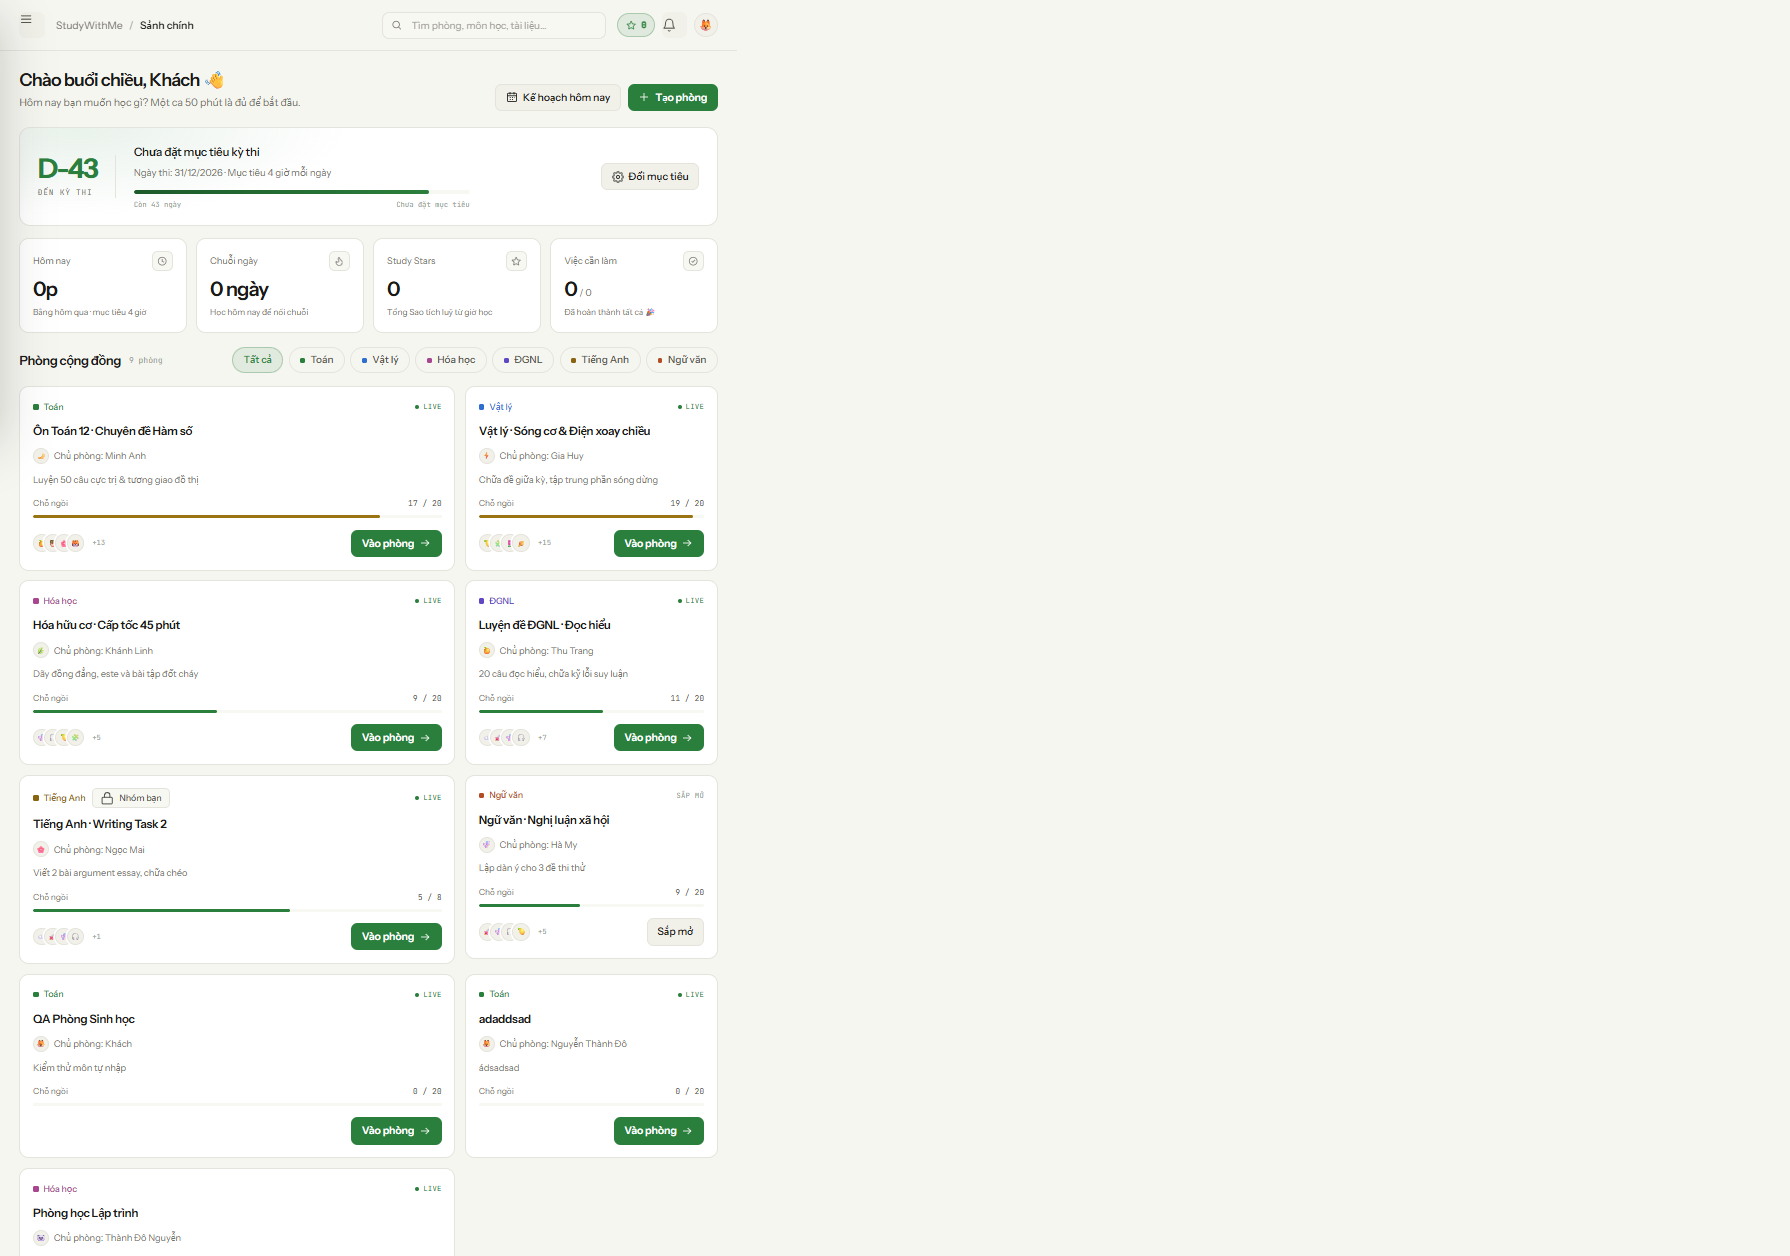 StudyWithMe / Sảnh chính
Tìm phòng, môn học, tài liệu...
0
Chào buổi chiều, Khách 👋
Hôm nay bạn muốn học gì? Một ca 50 phút là đủ để bắt đầu.
Kế hoạch hôm nay
Tạo phòng
D-43
ĐẾN KỲ THI
Chưa đặt mục tiêu kỳ thi
Ngày thi: 31/12/2026 · Mục tiêu 4 giờ mỗi ngày
Còn 43 ngày
Chưa đặt mục tiêu
Đổi mục tiêu
Hôm nay
0p
Bằng hôm qua · mục tiêu 4 giờ
Chuỗi ngày
0 ngày
Học hôm nay để nối chuỗi
Study Stars
0
Tổng Sao tích luỹ từ giờ học
Việc cần làm
0 / 0
Đã hoàn thành tất cả 🎉
Phòng cộng đồng 9 phòng
Tất cả
Toán
Vật lý
Hóa học
ĐGNL
Tiếng Anh
Ngữ văn
Toán
LIVE
Ôn Toán 12 · Chuyên đề Hàm số
Chủ phòng: Minh Anh
Luyện 50 câu cực trị & tương giao đồ thị
Chỗ ngồi 17 / 20
+13
Vào phòng →
Vật lý
LIVE
Vật lý · Sóng cơ & Điện xoay chiều
Chủ phòng: Gia Huy
Chữa đề giữa kỳ, tập trung phần sóng dừng
Chỗ ngồi 19 / 20
+15
Vào phòng →
Hóa học
LIVE
Hóa hữu cơ · Cấp tốc 45 phút
Chủ phòng: Khánh Linh
Dãy đồng đẳng, este và bài tập đốt cháy
Chỗ ngồi 9 / 20
+5
Vào phòng →
ĐGNL
LIVE
Luyện đề ĐGNL · Đọc hiểu
Chủ phòng: Thu Trang
20 câu đọc hiểu, chữa kỹ lỗi suy luận
Chỗ ngồi 11 / 20
+7
Vào phòng →
Tiếng Anh
Nhóm bạn
LIVE
Tiếng Anh · Writing Task 2
Chủ phòng: Ngọc Mai
Viết 2 bài argument essay, chữa chéo
Chỗ ngồi 5 / 8
+1
Vào phòng →
Ngữ văn
SẮP MỞ
Ngữ văn · Nghị luận xã hội
Chủ phòng: Hà My
Lập dàn ý cho 3 đề thi thử
Chỗ ngồi 9 / 20
+5
Sắp mở
Toán
LIVE
QA Phòng Sinh học
Chủ phòng: Khách
Kiểm thử môn tự nhập
Chỗ ngồi 0 / 20
Vào phòng →
Toán
LIVE
adaddsad
Chủ phòng: Nguyễn Thành Đô
ádsadsad
Chỗ ngồi 0 / 20
Vào phòng →
Hóa học
LIVE
Phòng học Lập trình
Chủ phòng: Thành Đô Nguyễn